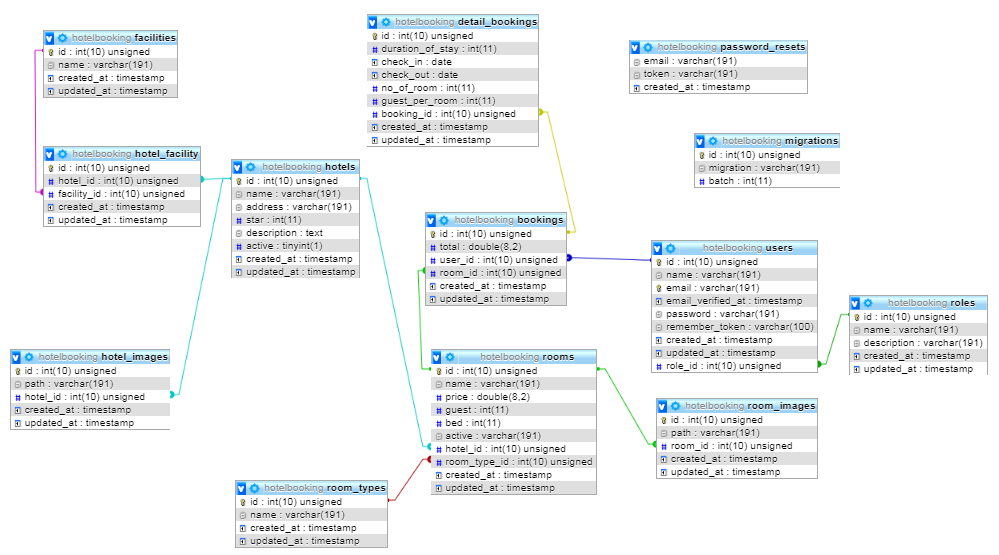 hotelbooking facilities
id : int(10) unsigned
name : varchar(191)
created_at : timestamp
updated_at : timestamp
hotelbooking detail_bookings
id : int(10) unsigned
duration_of_stay : int(11)
check_in : date
check_out : date
no_of_room : int(11)
guest_per_room : int(11)
booking_id : int(10) unsigned
created_at : timestamp
updated_at : timestamp
hotelbooking password_resets
email : varchar(191)
token : varchar(191)
created_at : timestamp
hotelbooking migrations
id : int(10) unsigned
migration : varchar(191)
batch : int(11)
hotelbooking hotel_facility
id : int(10) unsigned
hotel_id : int(10) unsigned
facility_id : int(10) unsigned
created_at : timestamp
updated_at : timestamp
hotelbooking hotels
id : int(10) unsigned
name : varchar(191)
address : varchar(191)
star : int(11)
description : text
active : tinyint(1)
created_at : timestamp
updated_at : timestamp
hotelbooking bookings
id : int(10) unsigned
total : double(8,2)
user_id : int(10) unsigned
room_id : int(10) unsigned
created_at : timestamp
updated_at : timestamp
hotelbooking users
id : int(10) unsigned
name : varchar(191)
email : varchar(191)
email_verified_at : timestamp
password : varchar(191)
remember_token : varchar(100)
created_at : timestamp
updated_at : timestamp
role_id : int(10) unsigned
hotelbooking roles
id : int(10) unsigned
name : varchar(191)
description : varchar(191)
created_at : timestamp
updated_at : timestamp
hotelbooking hotel_images
id : int(10) unsigned
path : varchar(191)
hotel_id : int(10) unsigned
created_at : timestamp
updated_at : timestamp
hotelbooking rooms
id : int(10) unsigned
name : varchar(191)
price : double(8,2)
guest : int(11)
bed : int(11)
active : varchar(191)
hotel_id : int(10) unsigned
room_type_id : int(10) unsigned
created_at : timestamp
updated_at : timestamp
hotelbooking room_images
id : int(10) unsigned
path : varchar(191)
room_id : int(10) unsigned
created_at : timestamp
updated_at : timestamp
hotelbooking room_types
id : int(10) unsigned
name : varchar(191)
created_at : timestamp
updated_at : timestamp